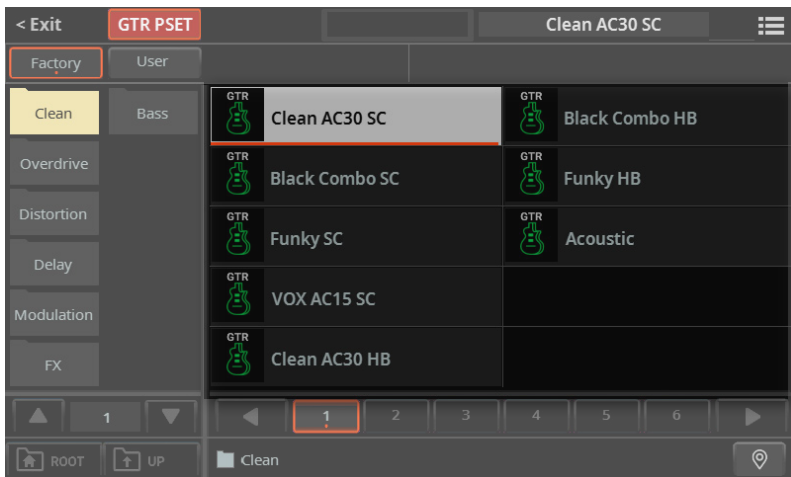 < Exit GTR PSET Clean AC30 SC
Factory User
Clean Bass
Overdrive
Distortion
Delay
Modulation
FX
GTR Clean AC30 SC GTR Black Combo HB
GTR Black Combo SC GTR Funky HB
GTR Funky SC GTR Acoustic
GTR VOX AC15 SC
GTR Clean AC30 HB
1 1 2 3 4 5 6
ROOT UP Clean